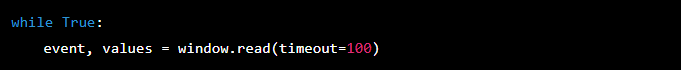 while True:
    event, values = window.read(timeout=100)